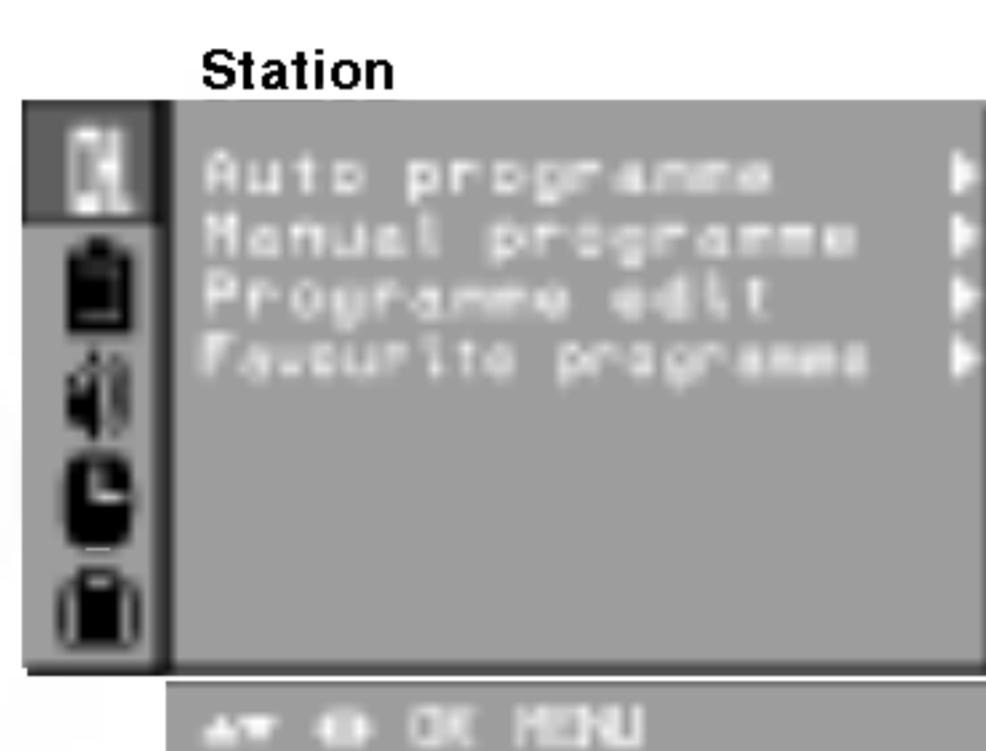 Station
Auto programme
Manual programme
Programme edit
Favourite programme
OK MENU